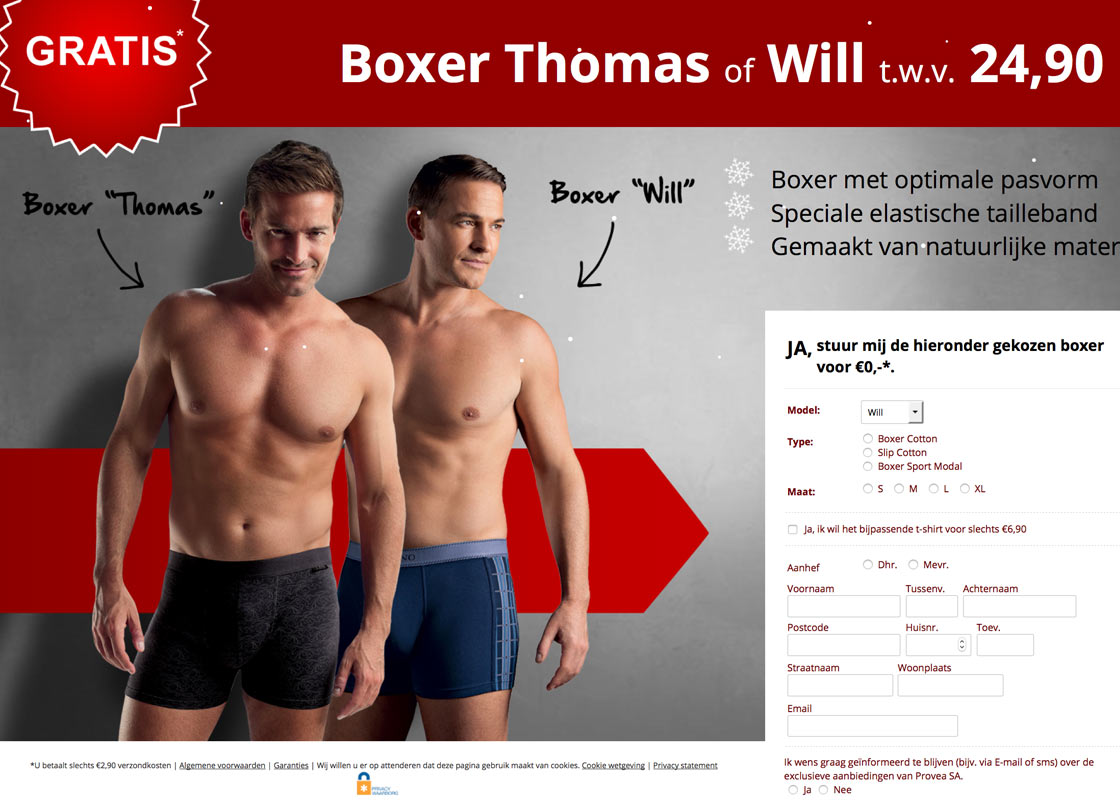 GRATIS*
Boxer Thomas of Will t.w.v. 24,90
Boxer "Thomas"
Boxer "Will"
Boxer met optimale pasvorm
Speciale elastische tailleband
Gemaakt van natuurlijke mater
JA, stuur mij de hieronder gekozen boxer
voor €0,-*.
Model: Will
Type: Boxer Cotton
Slip Cotton
Boxer Sport Modal
Maat: S M L XL
Ja, ik wil het bijpassende t-shirt voor slechts €6,90
Aanhef Dhr. Mevr.
Voornaam Tussenv. Achternaam
Postcode Huisnr. Toev.
Straatnaam Woonplaats
Email
Ik wens graag geïnformeerd te blijven (bijv. via E-mail of sms) over de
exclusieve aanbiedingen van Provea SA.
Ja Nee
*U betaalt slechts €2,90 verzondkosten | Algemene voorwaarden | Garanties | Wij willen u er op attenderen dat deze pagina gebruik maakt van cookies. Cookie wetgeving | Privacy statement
PRIVACY
WAARBORG